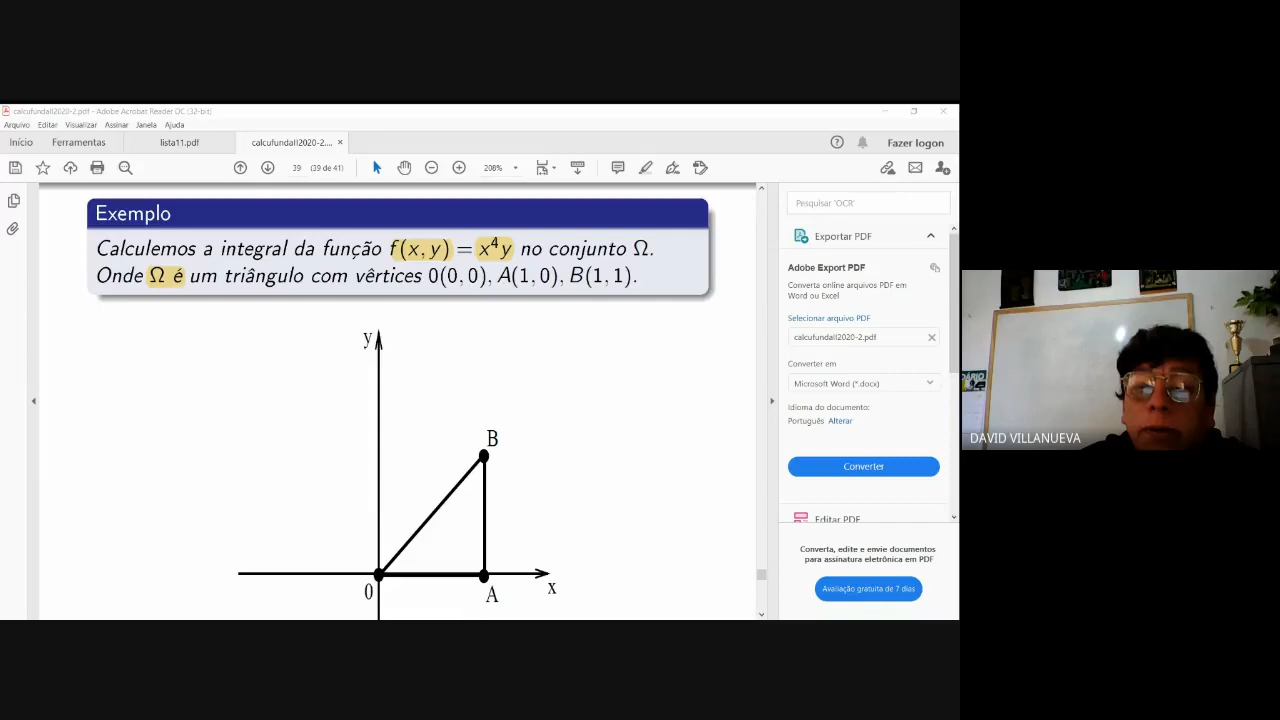 calcufundaII2020-2.pdf - Adobe Acrobat Reader DC (32-bit)
Arquivo Editar Visualizar Assinar Janela Ajuda
Início Ferramentas lista11.pdf calcufundaII2020-2.... × Fazer logon
39 (39 de 41) 208%
Exemplo
Calculemos a integral da função f(x, y) = x⁴y no conjunto Ω.
Onde Ω é um triângulo com vêrtices 0(0,0), A(1,0), B(1,1).
y
B
0
A
x
Pesquisar 'OCR'
Exportar PDF
Adobe Export PDF
Converta online arquivos PDF em
Word ou Excel
Selecionar arquivo PDF
calcufundaII2020-2.pdf
Converter em
Microsoft Word (*.docx)
Idioma do documento:
Português Alterar
Converter
Editar PDF
Converta, edite e envie documentos
para assinatura eletrônica em PDF
Avaliação gratuita de 7 dias
DAVID VILLANUEVA